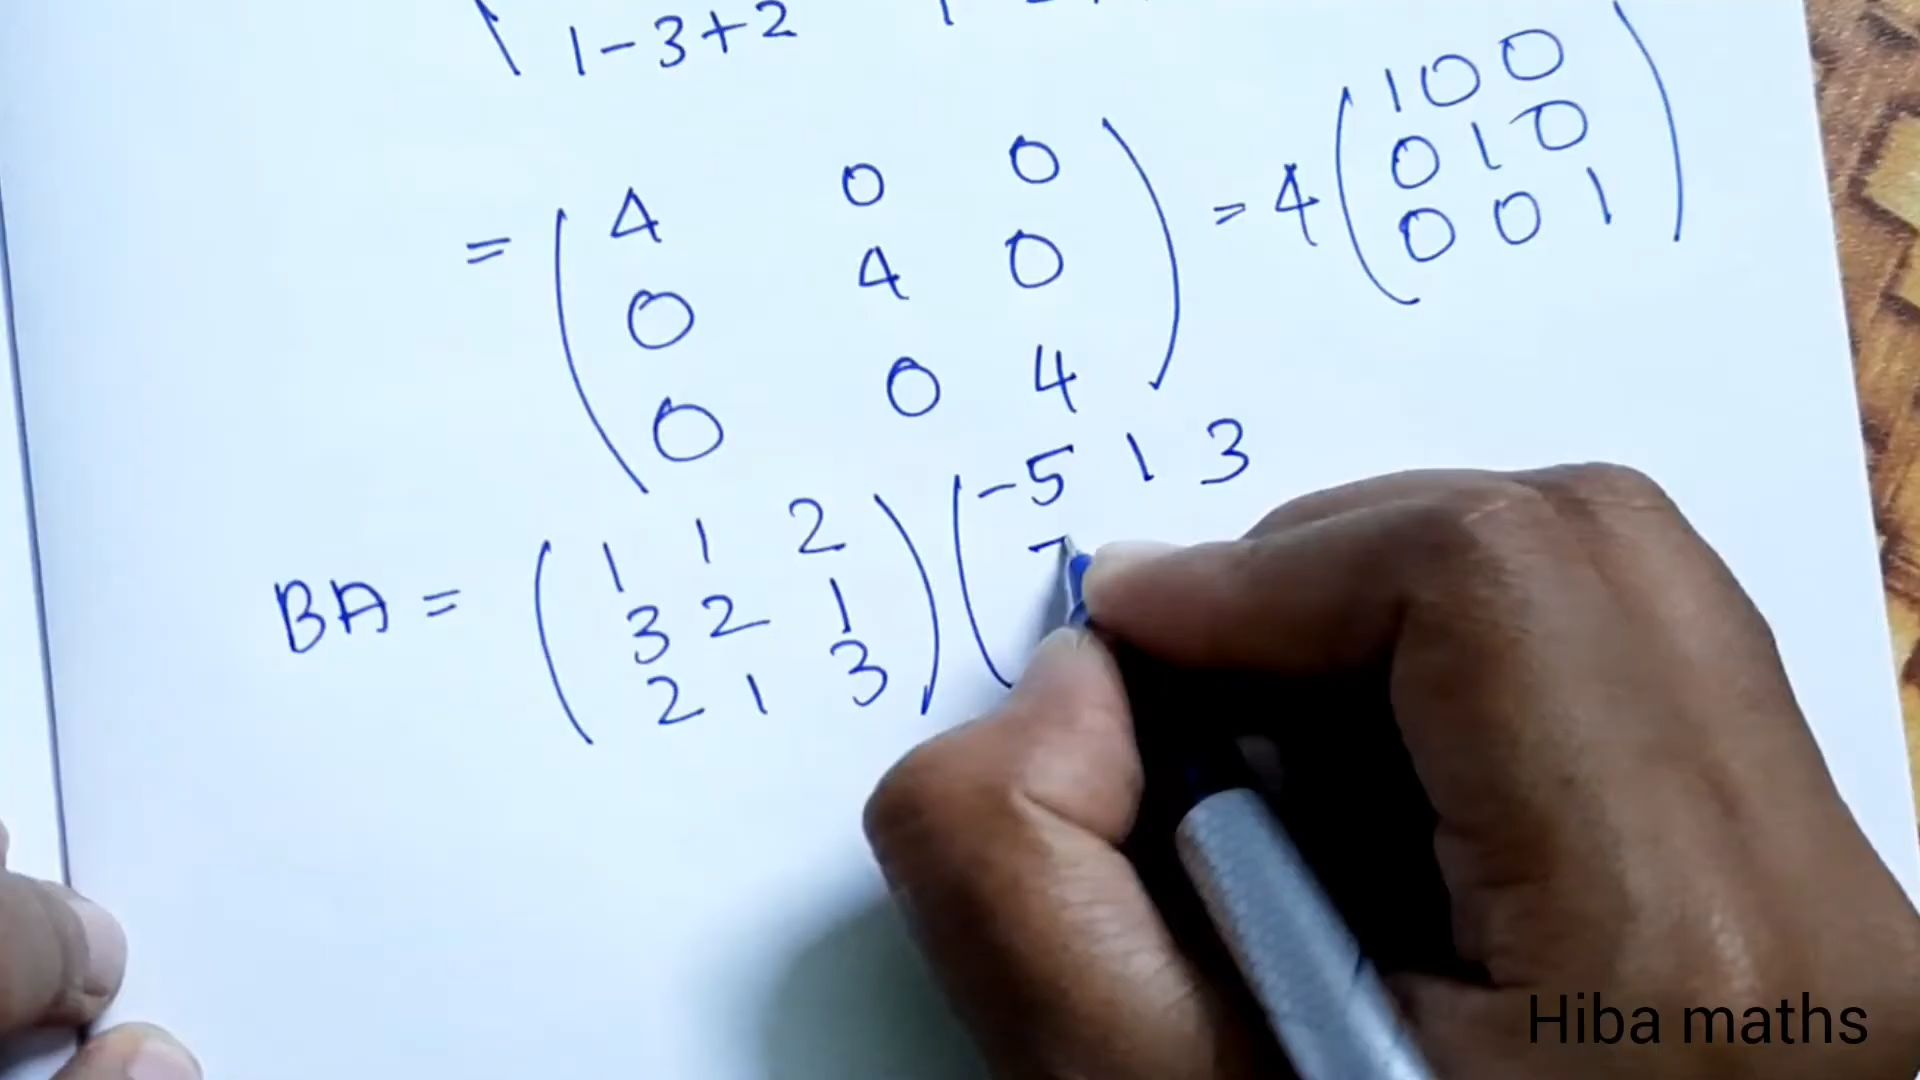 1-3+2
= ( 4 0 0 ) = 4 ( 1 0 0 )
0 4 0 0 1 0
0 0 4 0 0 1
BA = ( 1 1 2 ) ( -5 1 3
3 2 1 7
2 1 3
Hiba maths